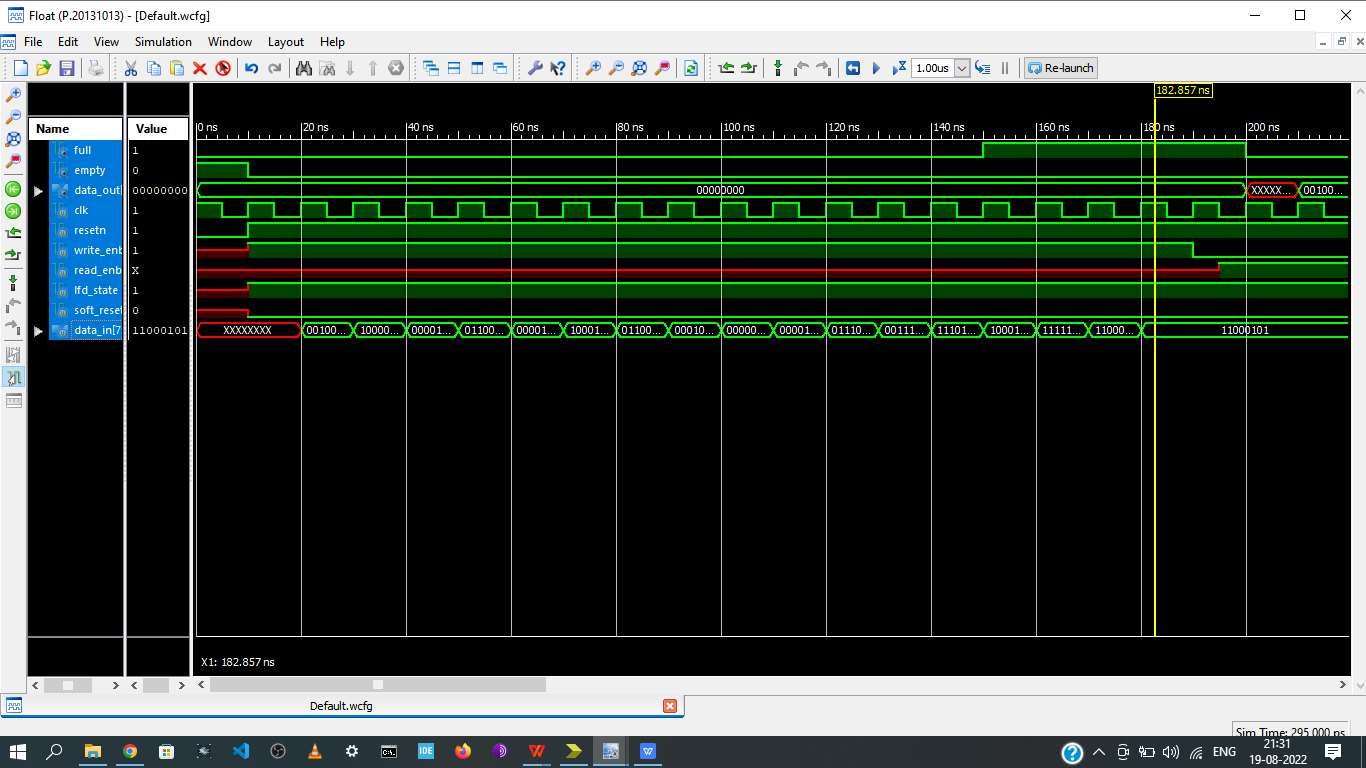 Float (P.20131013) - [Default.wcfg]
File Edit View Simulation Window Layout Help
1.00us Re-launch
182.857 ns
Name Value 0 ns 20 ns 40 ns 60 ns 80 ns 100 ns 120 ns 140 ns 160 ns 180 ns 200 ns
full 1
empty 0
data_out 00000000 00000000 XXXXX... 00100...
clk 1
resetn 1
write_enb 1
read_enb X
lfd_state 1
soft_reset 0
data_in[7 11000101 XXXXXXXX 00100... 10000... 00001... 01100... 00001... 10001... 01100... 00010... 00000... 00001... 01110... 00111... 11101... 10001... 11111... 11000... 11000101
X1: 182.857 ns
Default.wcfg
Sim Time: 295.000 ns
IDE W W ENG 21:31
19-08-2022